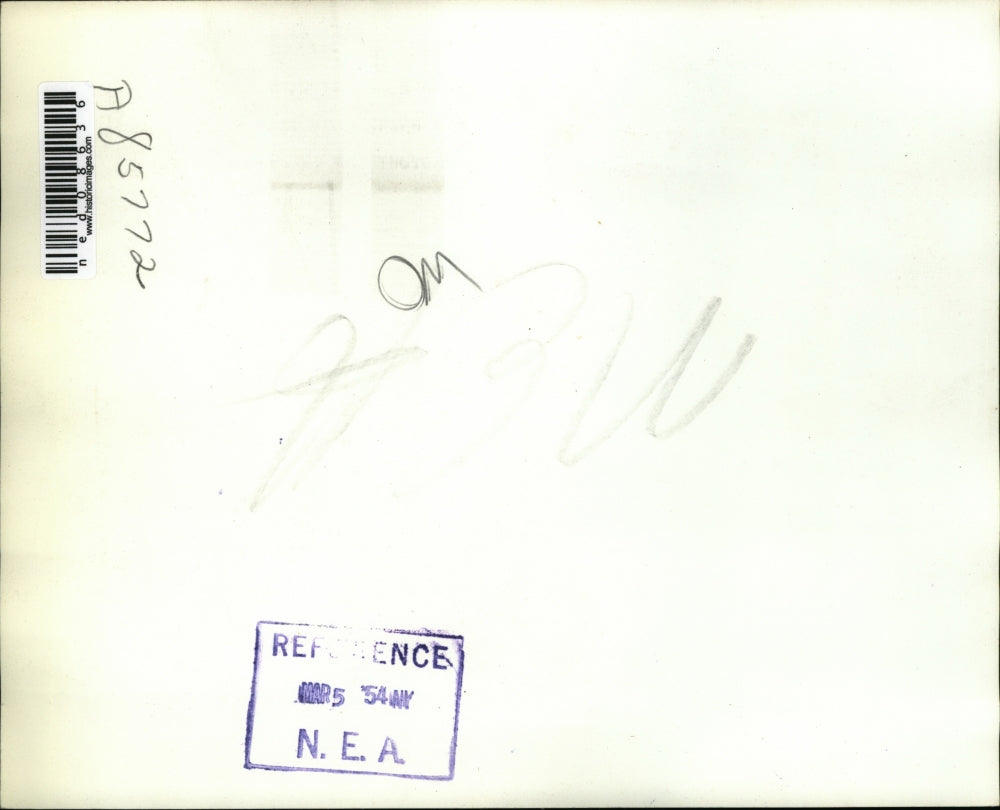 ned08636
www.historicimages.com
A85772
OM
REFERENCE
MAR 5 '54 NY
N. E. A.